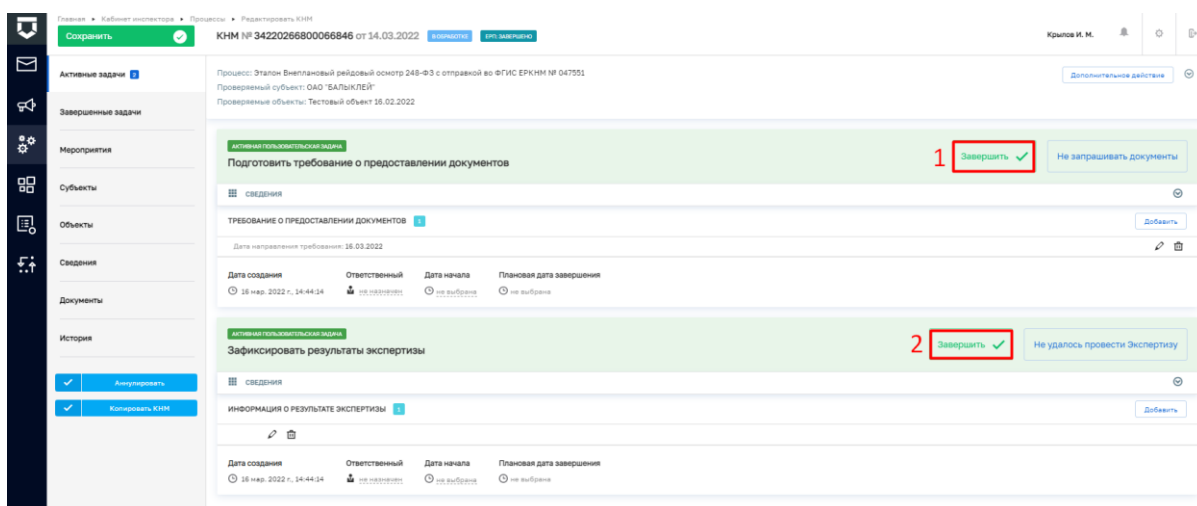 Главная • Кабинет инспектора • Процессы • Редактировать КНМ
Сохранить
КНМ № 34220266800066846 от 14.03.2022 В ОБРАБОТКЕ ЕРП: ЗАВЕРШЕНО
Крылов И. М.
Активные задачи 2
Завершенные задачи
Мероприятия
Субъекты
Объекты
Сведения
Документы
История
Аннулировать
Копировать КНМ
Процесс: Эталон Внеплановый рейдовый осмотр 248-ФЗ с отправкой во ФГИС ЕРКНМ № 047551
Проверяемый субъект: ОАО "БАЛЫКЛЕЙ"
Проверяемые объекты: Тестовый объект 16.02.2022
Дополнительное действие
АКТИВНАЯ ПОЛЬЗОВАТЕЛЬСКАЯ ЗАДАЧА
Подготовить требование о предоставлении документов
1 Завершить Не запрашивать документы
СВЕДЕНИЯ
ТРЕБОВАНИЕ О ПРЕДОСТАВЛЕНИИ ДОКУМЕНТОВ 1 Добавить
Дата направления требования: 16.03.2022
Дата создания Ответственный Дата начала Плановая дата завершения
16 мар. 2022 г., 14:44:14 не назначен не выбрана не выбрана
АКТИВНАЯ ПОЛЬЗОВАТЕЛЬСКАЯ ЗАДАЧА
Зафиксировать результаты экспертизы
2 Завершить Не удалось провести Экспертизу
СВЕДЕНИЯ
ИНФОРМАЦИЯ О РЕЗУЛЬТАТЕ ЭКСПЕРТИЗЫ 1 Добавить
Дата создания Ответственный Дата начала Плановая дата завершения
16 мар. 2022 г., 14:44:14 не назначен не выбрана не выбрана